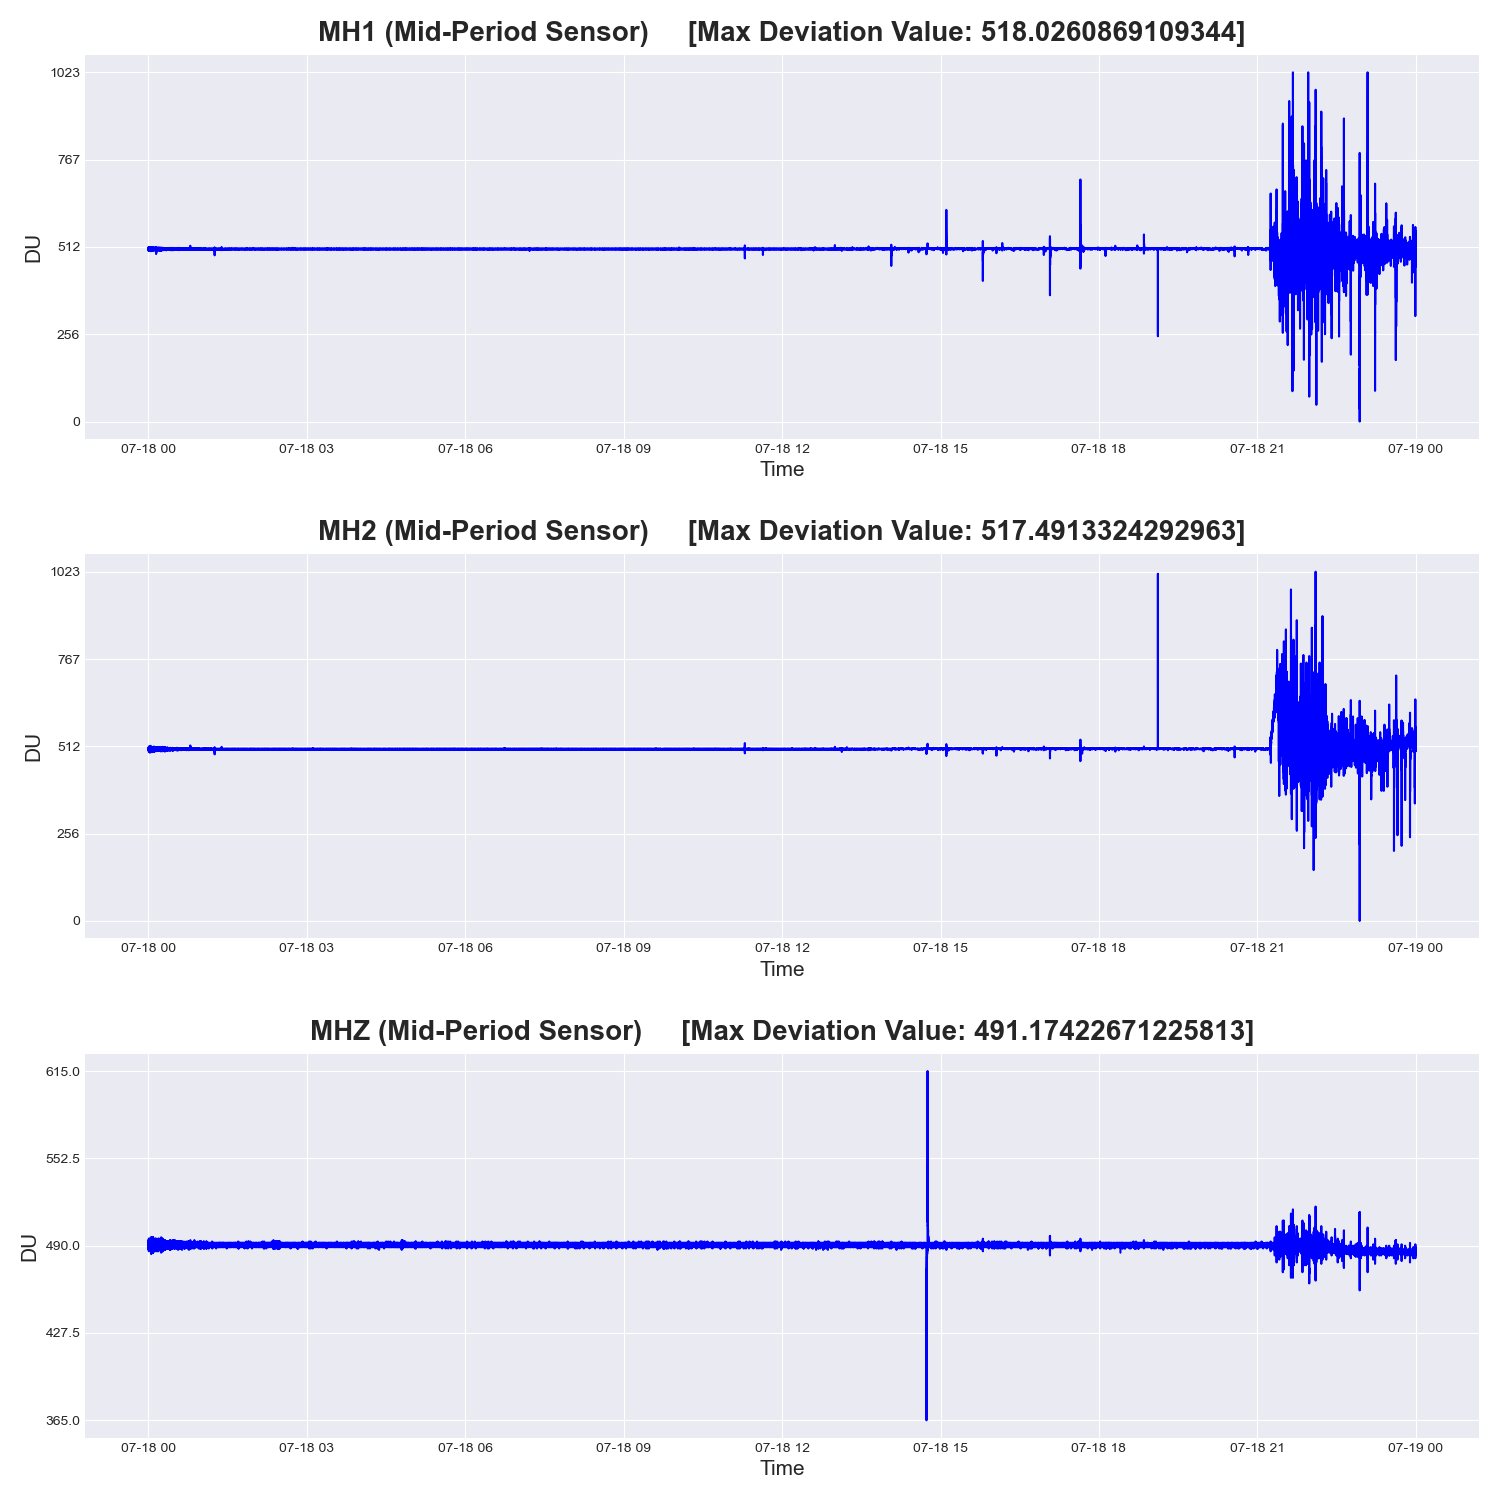 MH1 (Mid-Period Sensor) [Max Deviation Value: 518.0260869109344]
1023
767
512
256
0
DU
07-18 00 07-18 03 07-18 06 07-18 09 07-18 12 07-18 15 07-18 18 07-18 21 07-19 00
Time
MH2 (Mid-Period Sensor) [Max Deviation Value: 517.4913324292963]
1023
767
512
256
0
DU
07-18 00 07-18 03 07-18 06 07-18 09 07-18 12 07-18 15 07-18 18 07-18 21 07-19 00
Time
MHZ (Mid-Period Sensor) [Max Deviation Value: 491.17422671225813]
615.0
552.5
490.0
427.5
365.0
DU
07-18 00 07-18 03 07-18 06 07-18 09 07-18 12 07-18 15 07-18 18 07-18 21 07-19 00
Time